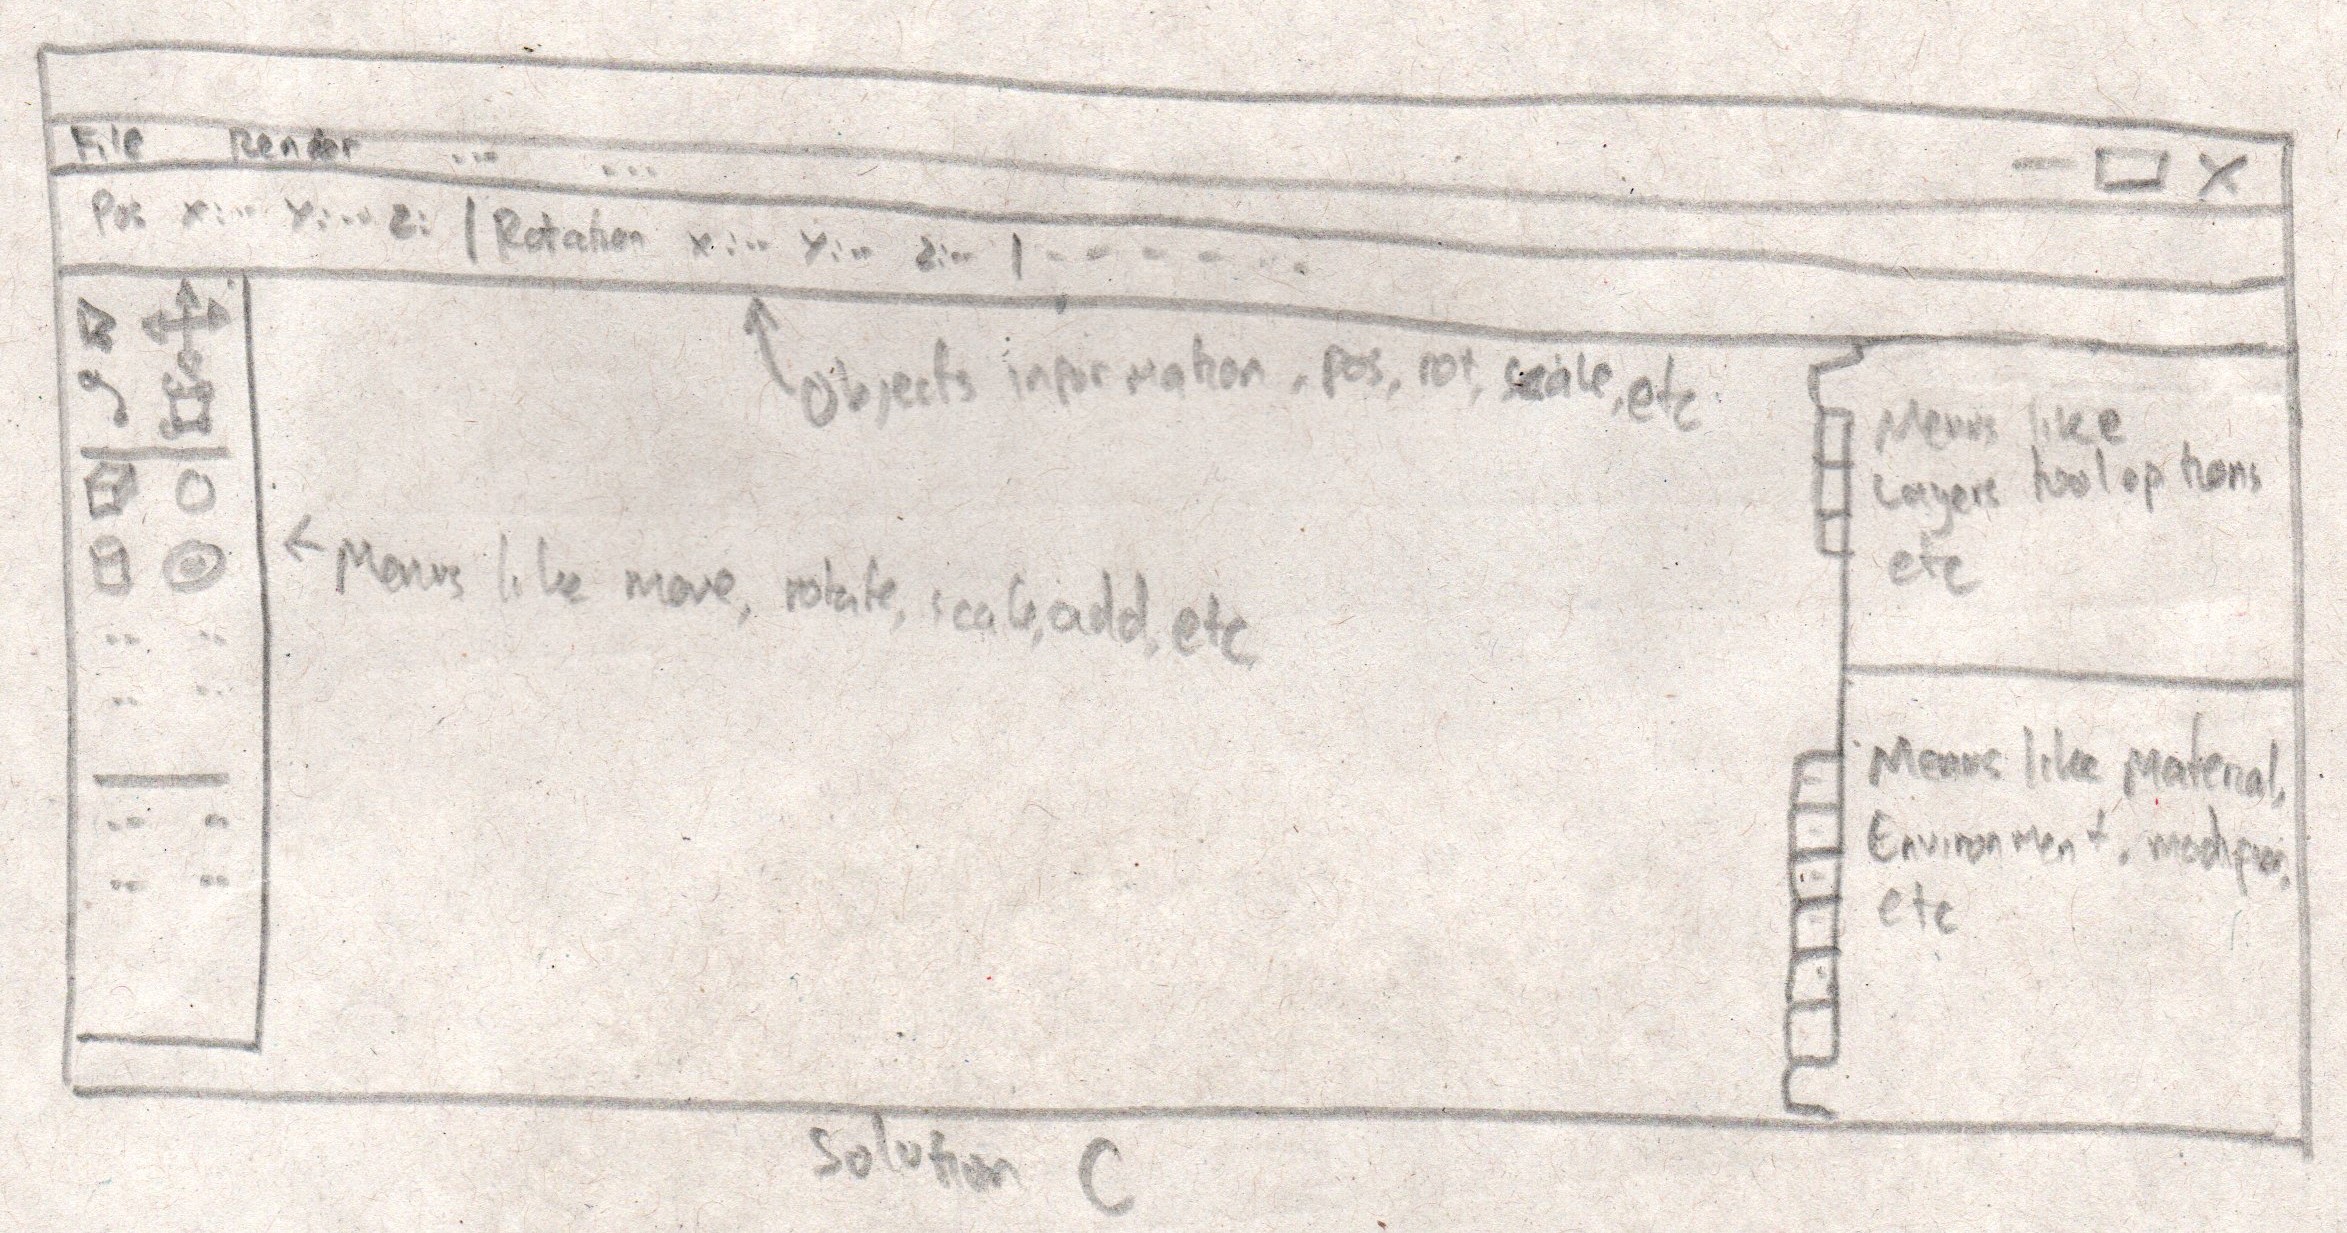 File Render ... ...
Pos x:.. y:... z: | Rotation x:.. y:.. z:.. | - - - - ...
Objects information, pos, rot, scale, etc
Menus like move, rotate, scale, add, etc
Menus like
Layers tool options
etc
Menus like Material,
Environment, modifier,
etc
Solution C